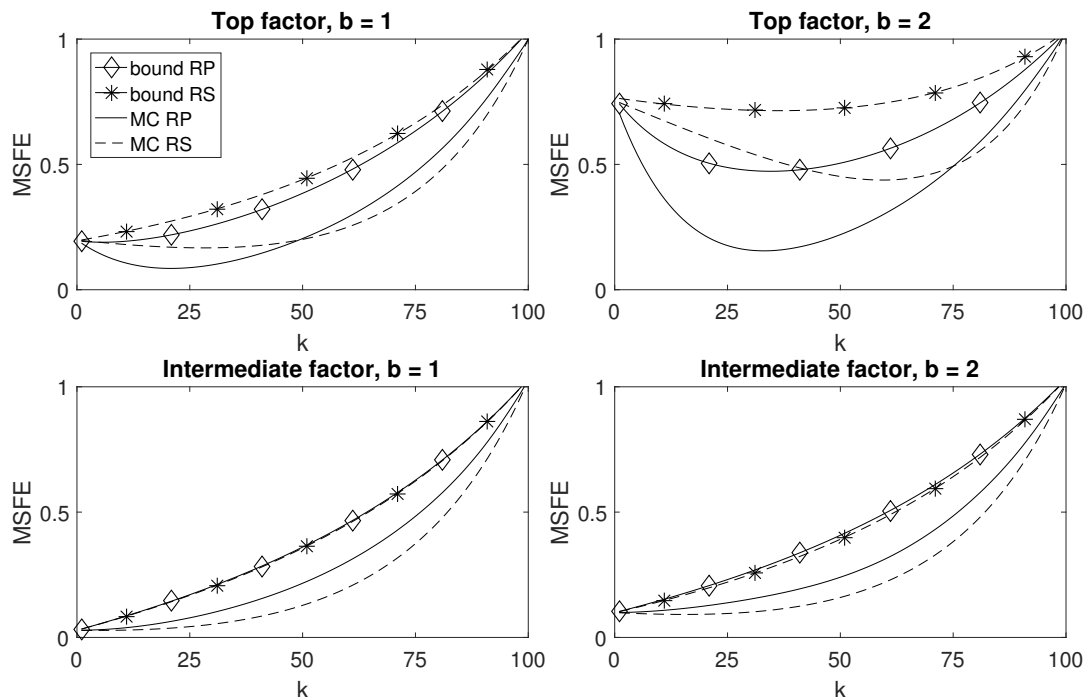 Top factor, b = 1
1
0.5
0
MSFE
bound RP
bound RS
MC RP
MC RS
0 25 50 75 100
k
Top factor, b = 2
1
0.5
0
MSFE
0 25 50 75 100
k
Intermediate factor, b = 1
1
0.5
0
MSFE
0 25 50 75 100
k
Intermediate factor, b = 2
1
0.5
0
MSFE
0 25 50 75 100
k